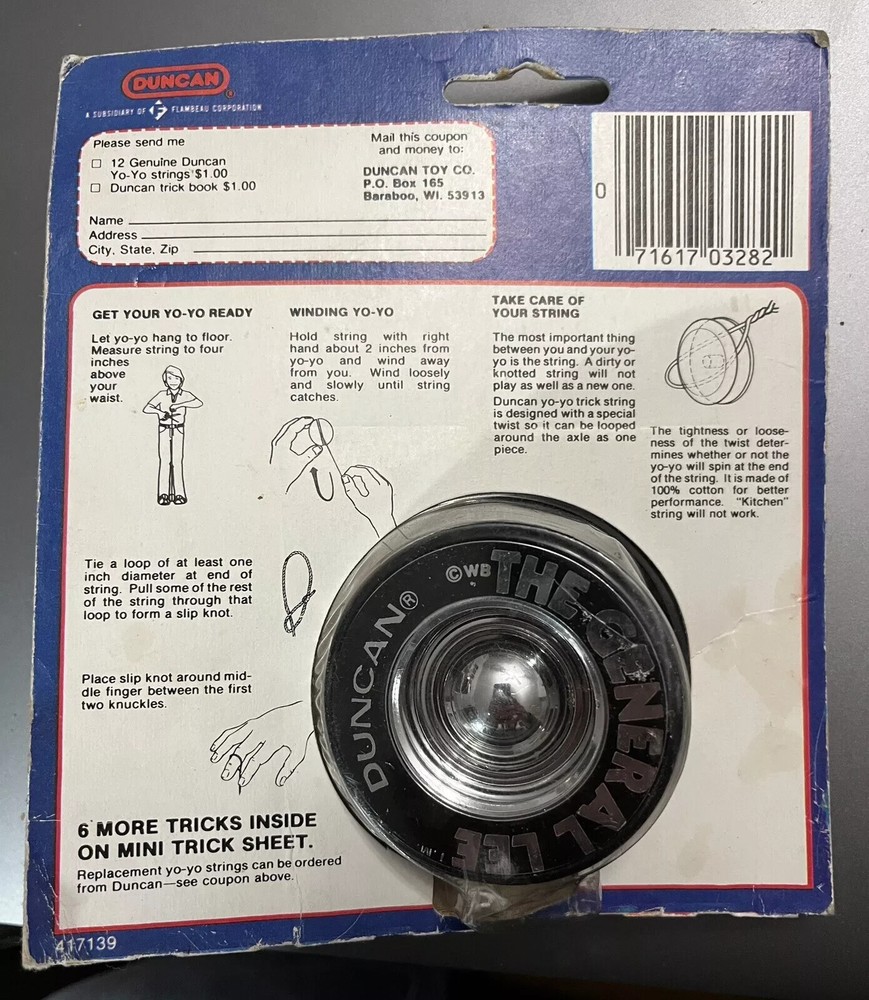 DUNCAN®
A SUBSIDIARY OF FLAMBEAU CORPORATION
Please send me
☐ 12 Genuine Duncan
Yo-Yo strings $1.00
☐ Duncan trick book $1.00
Mail this coupon
and money to:
DUNCAN TOY CO.
P.O. Box 165
Baraboo, WI. 53913
Name
Address
City, State, Zip
0
71617 03282
GET YOUR YO-YO READY
Let yo-yo hang to floor.
Measure string to four
inches
above
your
waist.
WINDING YO-YO
Hold string with right
hand about 2 inches from
yo-yo and wind away
from you. Wind loosely
and slowly until string
catches.
TAKE CARE OF
YOUR STRING
The most important thing
between you and your yo-
yo is the string. A dirty or
knotted string will not
play as well as a new one.
Duncan yo-yo trick string
is designed with a special
twist so it can be looped
around the axle as one
piece.
The tightness or loose-
ness of the twist deter-
mines whether or not the
yo-yo will spin at the end
of the string. It is made of
100% cotton for better
performance. "Kitchen"
string will not work.
Tie a loop of at least one
inch diameter at end of
string. Pull some of the rest
of the string through that
loop to form a slip knot.
Place slip knot around mid-
dle finger between the first
two knuckles.
DUNCAN®
©WB
THE GENERAL LEE
6 MORE TRICKS INSIDE
ON MINI TRICK SHEET.
Replacement yo-yo strings can be ordered
from Duncan—see coupon above.
417139